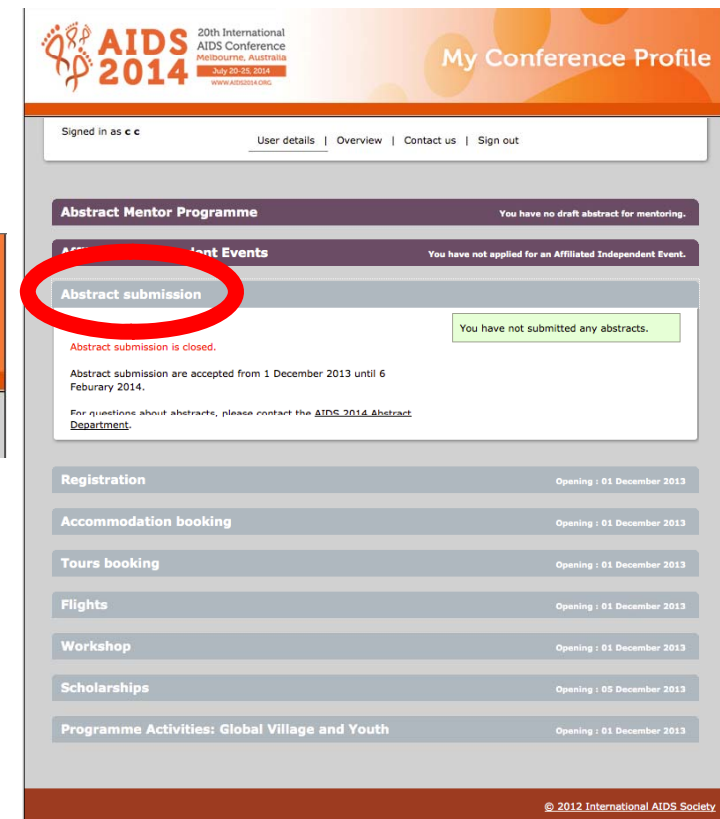 AIDS 2014
20th International
AIDS Conference
Melbourne, Australia
July 20-25, 2014
WWW.AIDS2014.ORG
My Conference Profile
Signed in as c c
User details | Overview | Contact us | Sign out
Abstract Mentor Programme
You have no draft abstract for mentoring.
Events
You have not applied for an Affiliated Independent Event.
Abstract submission
You have not submitted any abstracts.
Abstract submission is closed.
Abstract submission are accepted from 1 December 2013 until 6
Feburary 2014.
For questions about abstracts, please contact the AIDS 2014 Abstract
Department.
Registration
Opening : 01 December 2013
Accommodation booking
Opening : 01 December 2013
Tours booking
Opening : 01 December 2013
Flights
Opening : 01 December 2013
Workshop
Opening : 01 December 2013
Scholarships
Opening : 05 December 2013
Programme Activities: Global Village and Youth
Opening : 01 December 2013
© 2012 International AIDS Society